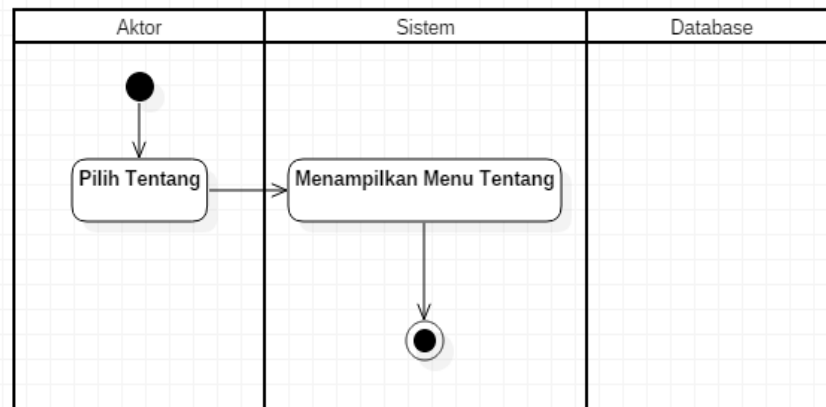 Aktor
Sistem
Database
Pilih Tentang
Menampilkan Menu Tentang